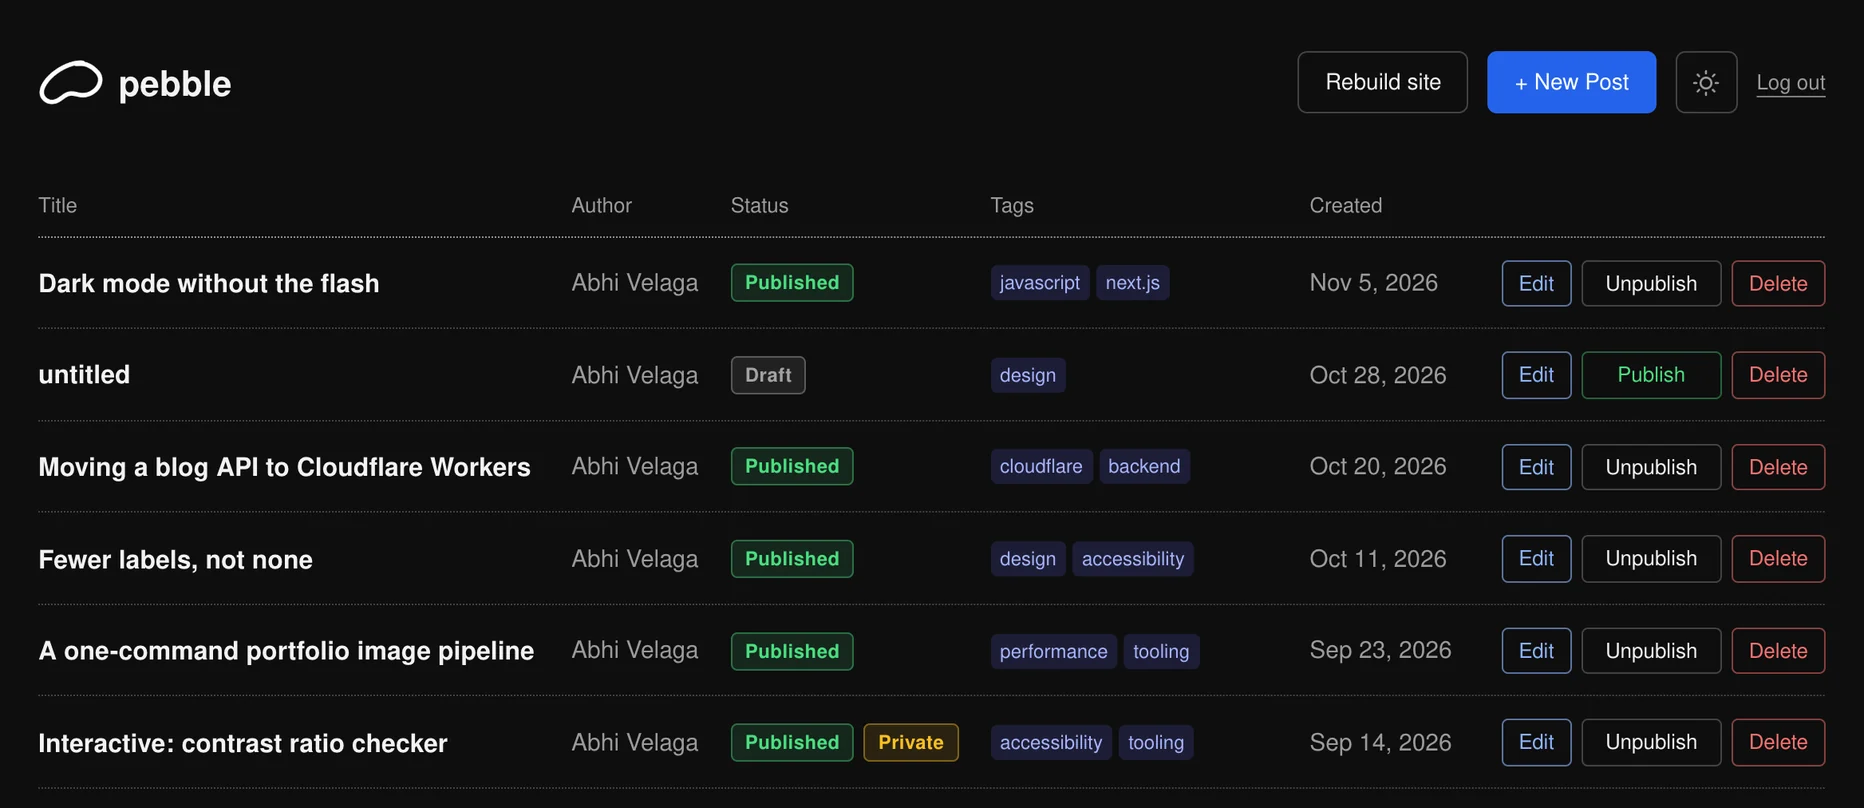 pebble
Rebuild site + New Post Log out
Title Author Status Tags Created
Dark mode without the flash Abhi Velaga Published javascript next.js Nov 5, 2026 Edit Unpublish Delete
untitled Abhi Velaga Draft design Oct 28, 2026 Edit Publish Delete
Moving a blog API to Cloudflare Workers Abhi Velaga Published cloudflare backend Oct 20, 2026 Edit Unpublish Delete
Fewer labels, not none Abhi Velaga Published design accessibility Oct 11, 2026 Edit Unpublish Delete
A one-command portfolio image pipeline Abhi Velaga Published performance tooling Sep 23, 2026 Edit Unpublish Delete
Interactive: contrast ratio checker Abhi Velaga Published Private accessibility tooling Sep 14, 2026 Edit Unpublish Delete